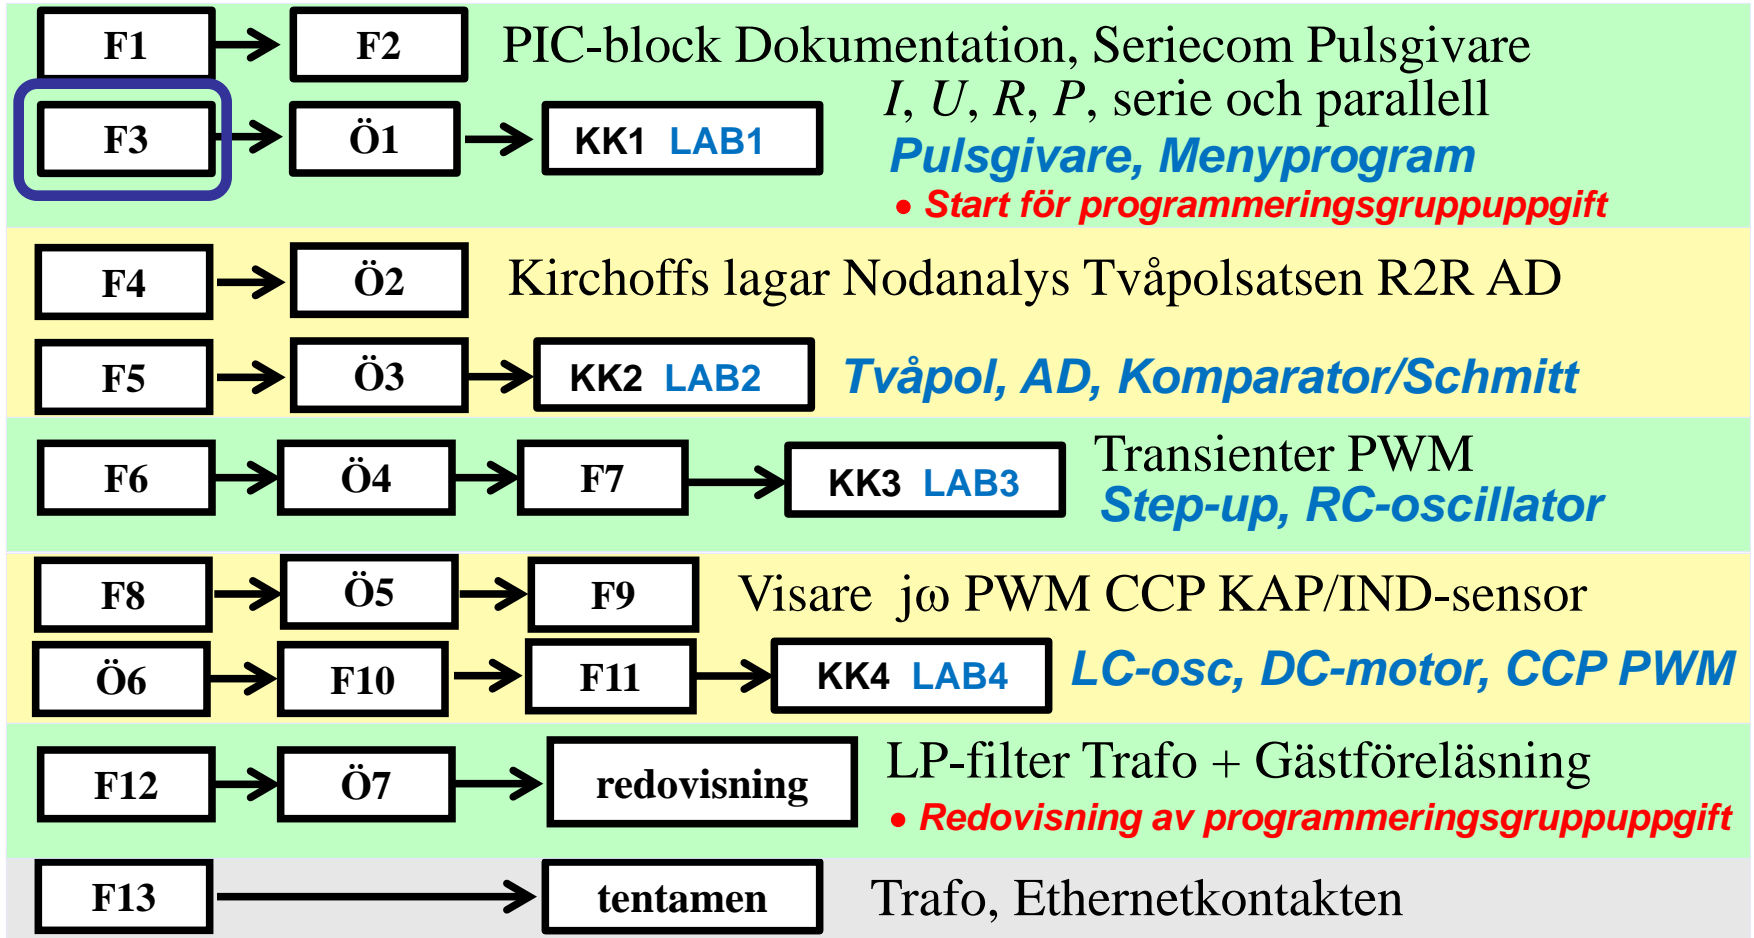 F1 F2 PIC-block Dokumentation, Seriecom Pulsgivare
I, U, R, P, serie och parallell
F3 Ö1 KK1 LAB1 Pulsgivare, Menyprogram
• Start för programmeringsgruppuppgift
F4 Ö2 Kirchoffs lagar Nodanalys Tvåpolsatsen R2R AD
F5 Ö3 KK2 LAB2 Tvåpol, AD, Komparator/Schmitt
F6 Ö4 F7 KK3 LAB3 Transienter PWM
Step-up, RC-oscillator
F8 Ö5 F9 Visare jω PWM CCP KAP/IND-sensor
Ö6 F10 F11 KK4 LAB4 LC-osc, DC-motor, CCP PWM
F12 Ö7 redovisning LP-filter Trafo + Gästföreläsning
• Redovisning av programmeringsgruppuppgift
F13 tentamen Trafo, Ethernetkontakten